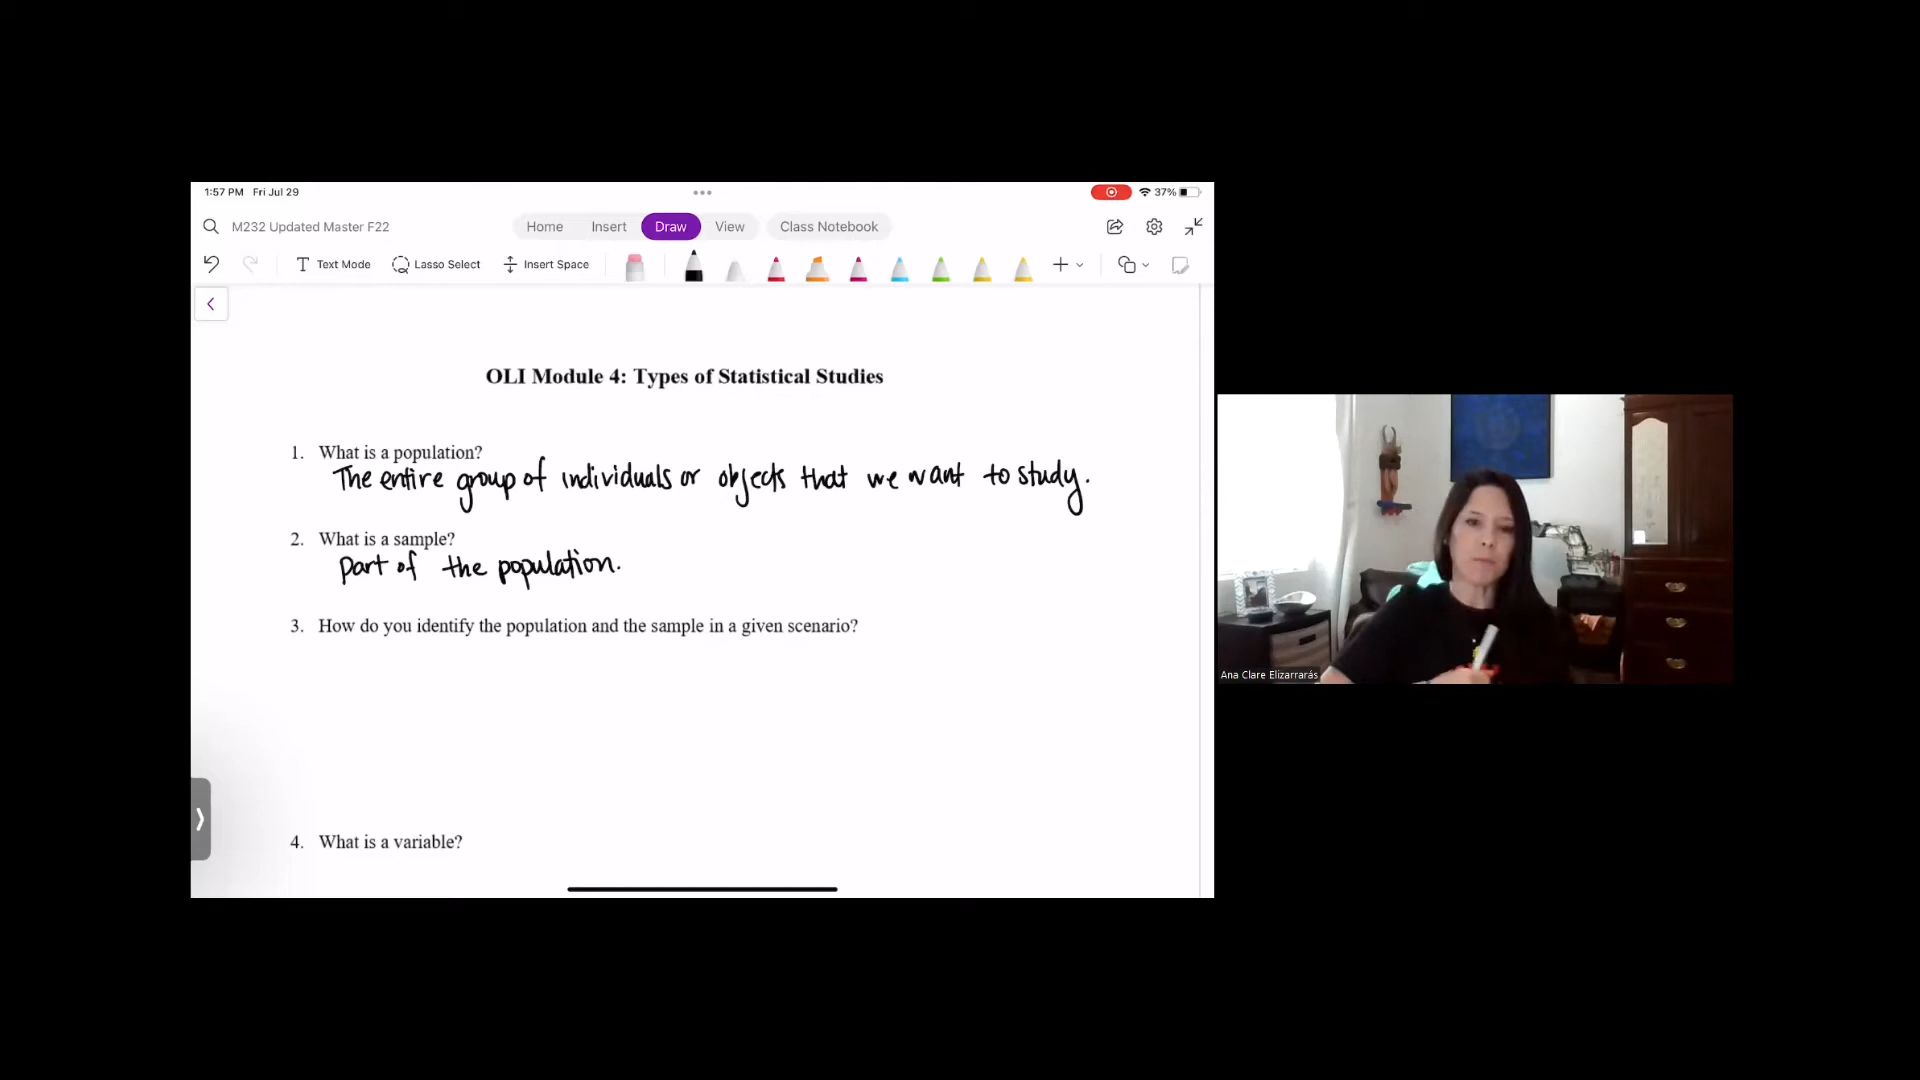 1:57 PM Fri Jul 29
37%
M232 Updated Master F22
Home Insert Draw View Class Notebook
Text Mode Lasso Select Insert Space
OLI Module 4: Types of Statistical Studies
1. What is a population?
The entire group of individuals or objects that we want to study.
2. What is a sample?
Part of the population.
3. How do you identify the population and the sample in a given scenario?
4. What is a variable?
Ana Clare Elizarrarás